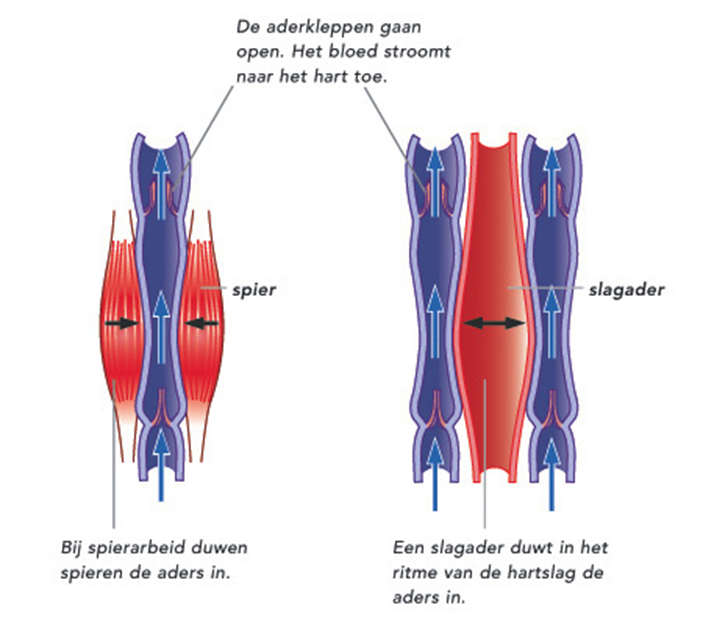 De aderkleppen gaan
open. Het bloed stroomt
naar het hart toe.
spier
slagader
Bij spierarbeid duwen
spieren de aders in.
Een slagader duwt in het
ritme van de hartslag de
aders in.